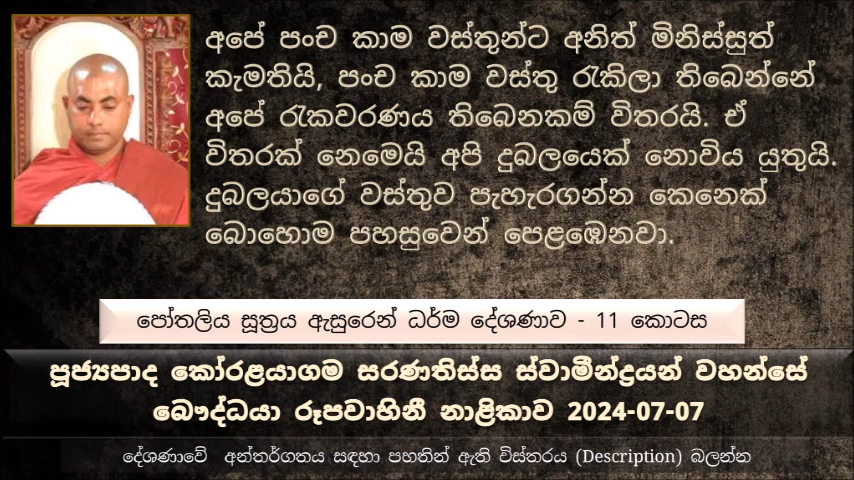 අපේ පංච කාම වස්තුන්ට අනිත් මිනිස්සුත්
කැමතියි, පංච කාම වස්තු රැකිලා තිබෙන්නේ
අපේ රැකවරණය තිබෙනකම් විතරයි. ඒ
විතරක් නෙමෙයි අපි දුබලයෙක් නොවිය යුතුයි.
දුබලයාගේ වස්තුව පැහැරගන්න කෙනෙක්
බොහොම පහසුවෙන් පෙළඹෙනවා.
පෝතලිය සූත්‍රය ඇසුරෙන් ධර්ම දේශණාව - 11 කොටස
පූජ්‍යපාද කෝරළයාගම සරණතිස්ස ස්වාමීන්ද්‍රයන් වහන්සේ
බෞද්ධයා රූපවාහිනී නාළිකාව 2024-07-07
දේශණාවේ අන්තර්ගතය සඳහා පහතින් ඇති විස්තරය (Description) බලන්න